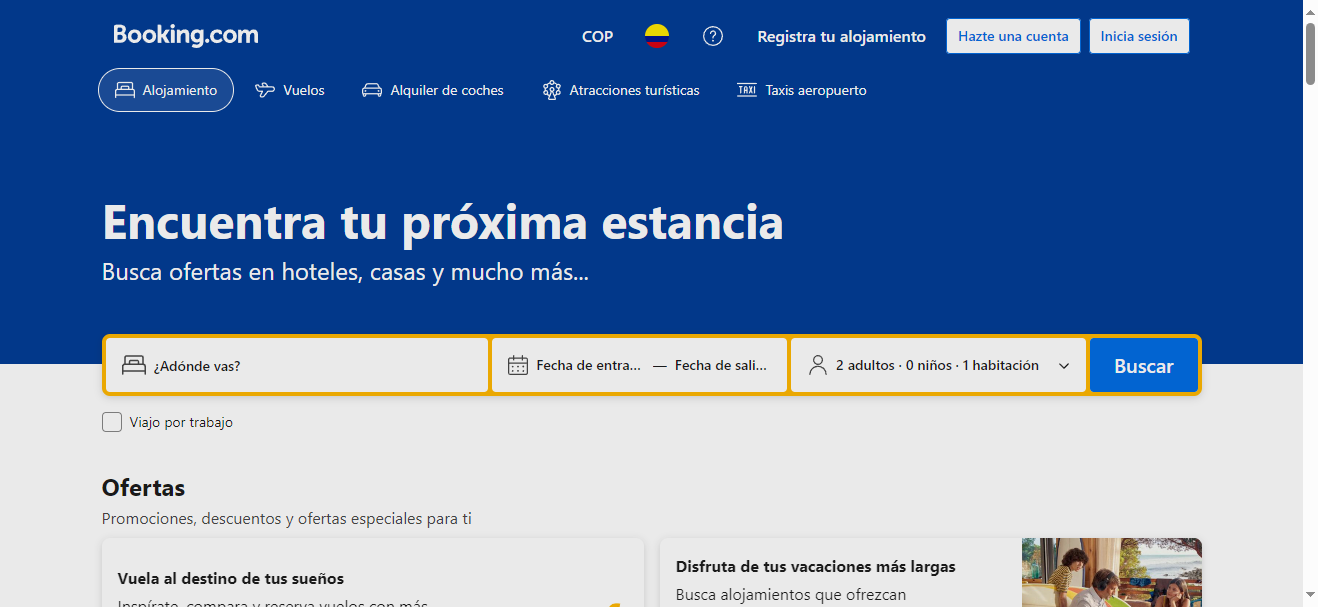 Booking.com
COP
Registra tu alojamiento
Hazte una cuenta
Inicia sesión
Alojamiento
Vuelos
Alquiler de coches
Atracciones turísticas
TAXI
Taxis aeropuerto
Encuentra tu próxima estancia
Busca ofertas en hoteles, casas y mucho más...
¿Adónde vas?
Fecha de entra... — Fecha de sali...
2 adultos · 0 niños · 1 habitación
Buscar
Viajo por trabajo
Ofertas
Promociones, descuentos y ofertas especiales para ti
Vuela al destino de tus sueños
Inspírate, compara y reserva vuelos con más
Disfruta de tus vacaciones más largas
Busca alojamientos que ofrezcan